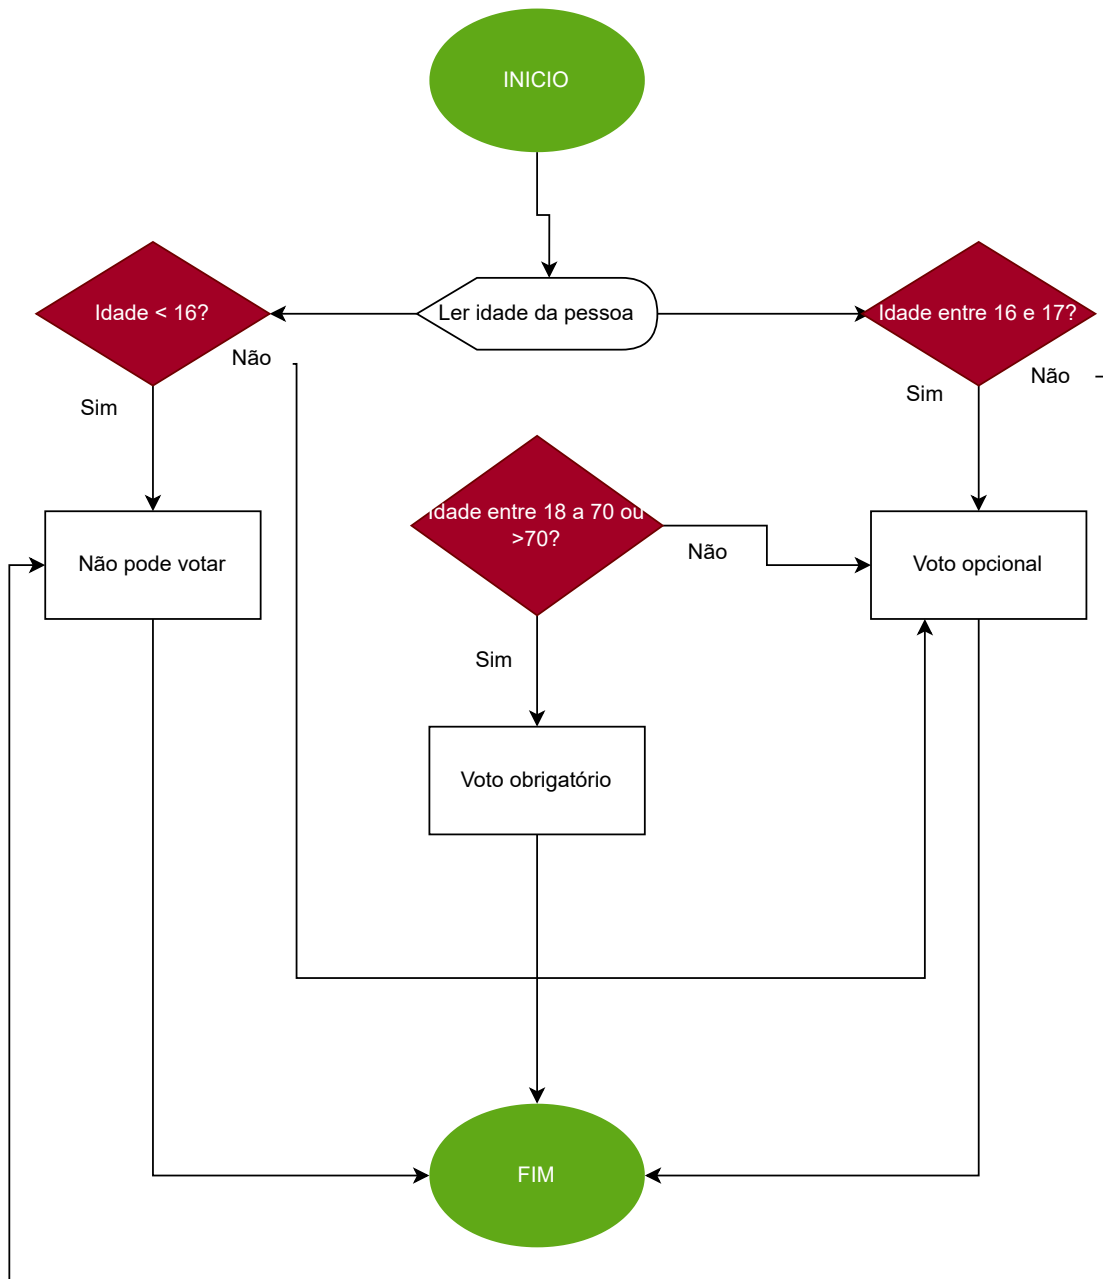 INICIO
Idade < 16?
Ler idade da pessoa
Idade entre 16 e 17?
Não
Sim
Não
Sim
Idade entre 18 a 70 ou
>70?
Não
Não pode votar
Voto opcional
Sim
Voto obrigatório
FIM